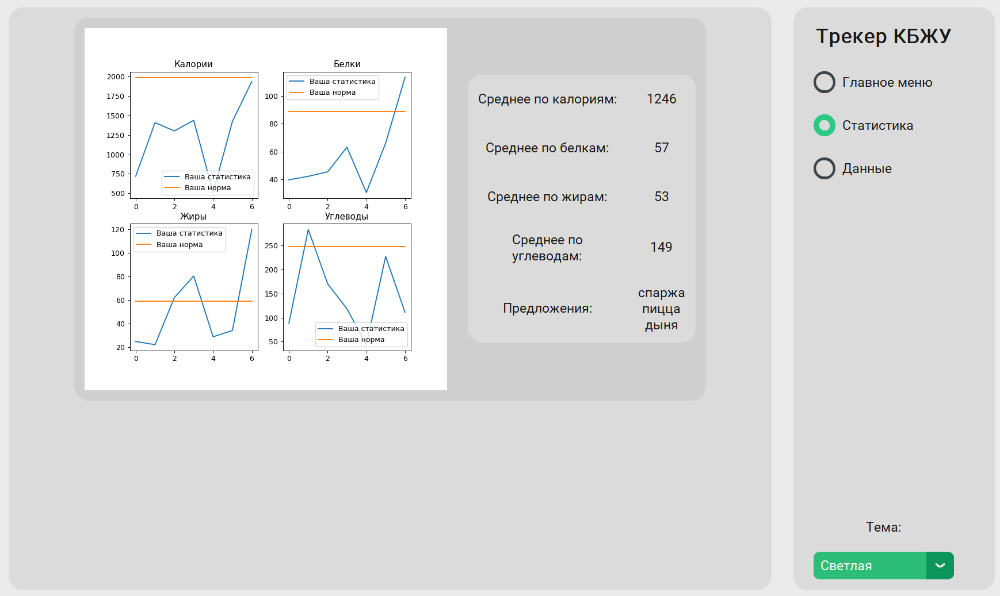 Калории
2000
1750
1500
1250
1000
750
500
0 2 4 6
Ваша статистика
Ваша норма
Белки
100
80
60
40
0 2 4 6
Ваша статистика
Ваша норма
Жиры
120
100
80
60
40
20
0 2 4 6
Ваша статистика
Ваша норма
Углеводы
250
200
150
100
50
0 2 4 6
Ваша статистика
Ваша норма
Среднее по калориям: 1246
Среднее по белкам: 57
Среднее по жирам: 53
Среднее по
углеводам: 149
Предложения:
спаржа
пицца
дыня
Трекер КБЖУ
Главное меню
Статистика
Данные
Тема:
Светлая